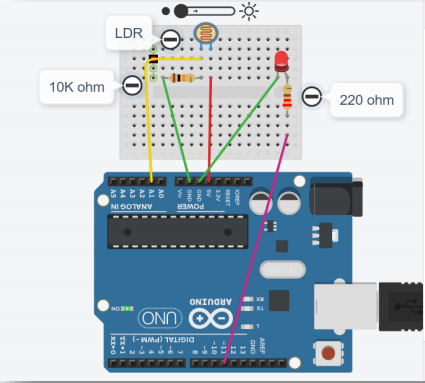 LDR
10K ohm
220 ohm
A5
A4
A3
A2
A1
A0
Vin
GND
GND
5V
3.3V
RESET
IOREF
ANALOG IN
POWER
ON
UNO
ARDUINO
RX
TX
L
DIGITAL (PWM ~)
RX←0
TX→1
2
~3
4
~5
~6
7
8
~9
~10
~11
12
13
GND
AREF